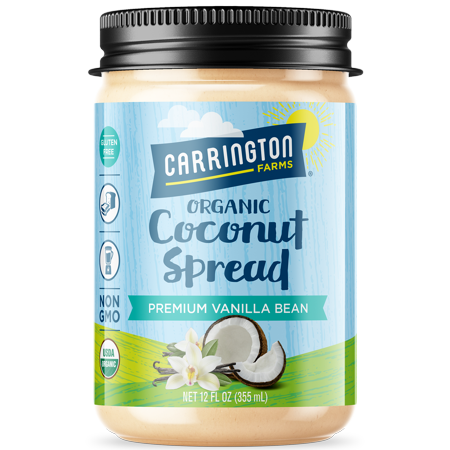 CARRINGTON
FARMS®
ORGANIC
Coconut
Spread
PREMIUM VANILLA BEAN
NET 12 FL OZ (355 mL)
GLUTEN
FREE
NON
GMO
USDA
ORGANIC